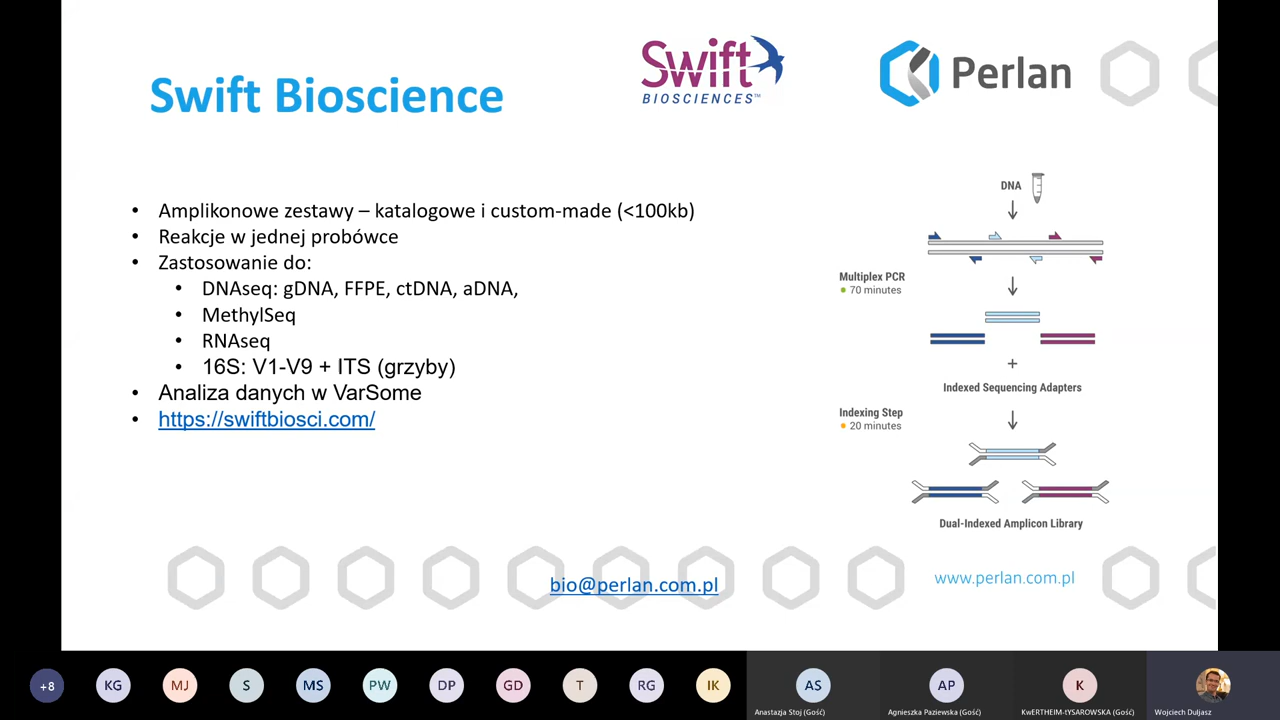 Swift Bioscience
Swift
BIOSCIENCES™
Perlan
• Amplikonowe zestawy – katalogowe i custom-made (<100kb)
• Reakcje w jednej probówce
• Zastosowanie do:
• DNAseq: gDNA, FFPE, ctDNA, aDNA,
• MethylSeq
• RNAseq
• 16S: V1-V9 + ITS (grzyby)
• Analiza danych w VarSome
• https://swiftbiosci.com/
DNA
Multiplex PCR
70 minutes
+
Indexed Sequencing Adapters
Indexing Step
20 minutes
Dual-Indexed Amplicon Library
bio@perlan.com.pl
www.perlan.com.pl
+8
KG
MJ
S
MS
PW
DP
GD
T
RG
IK
AS
AP
K
Anastazja Stoj (Gość)
Agnieszka Paziewska (Gość)
KwERTHEIM-tYSAROWSKA (Gość)
Wojciech Duljasz